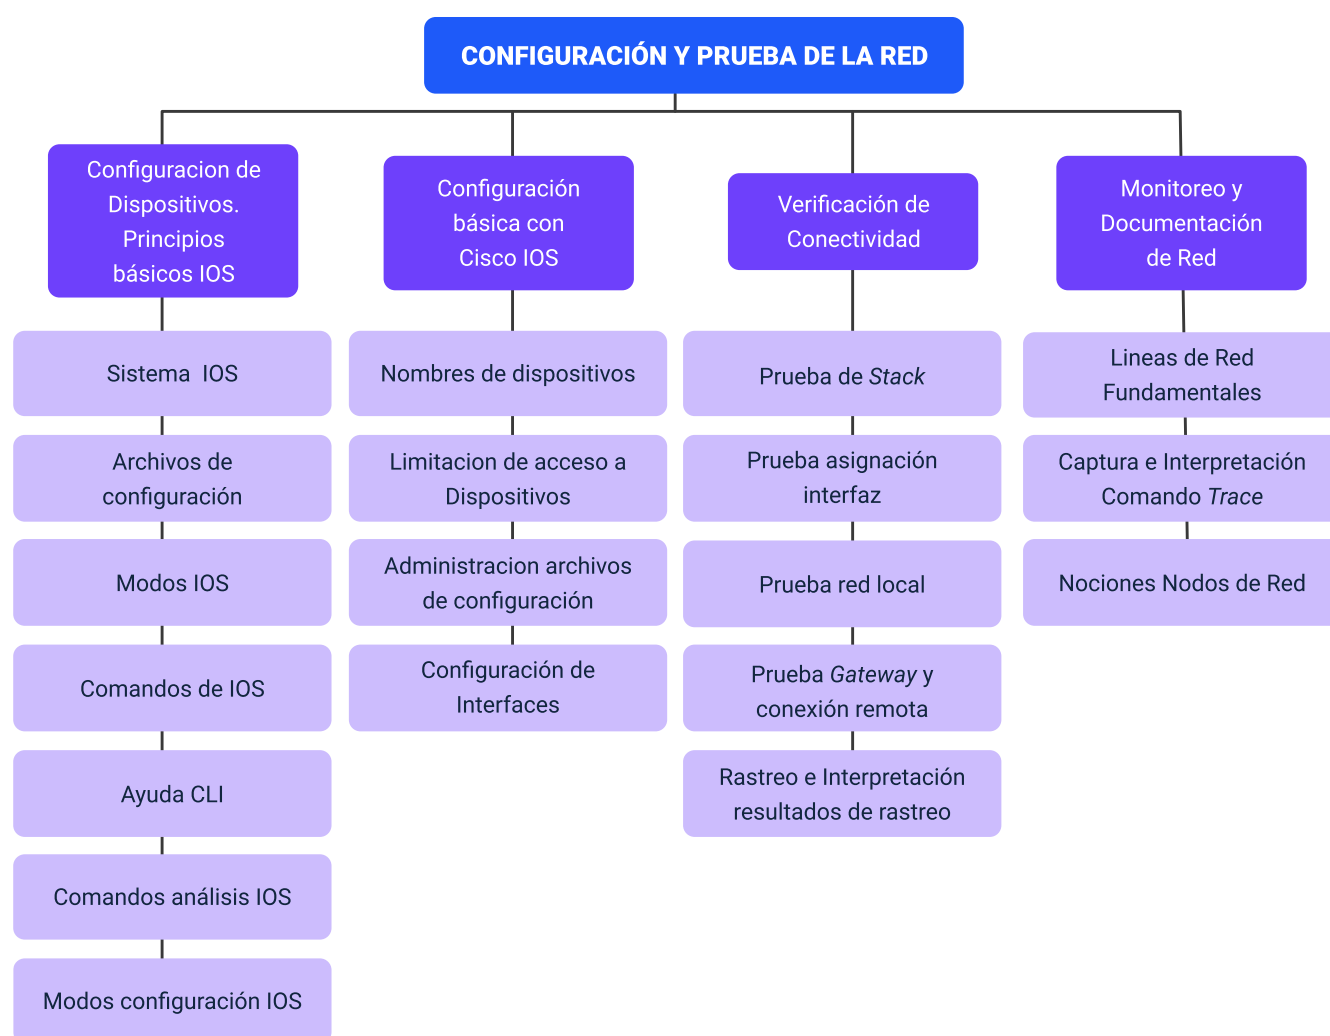 CONFIGURACIÓN Y PRUEBA DE LA RED
Configuracion de
Dispositivos.
Principios
básicos IOS
Sistema  IOS
Archivos de
configuración
Modos IOS
Comandos de IOS
Ayuda CLI
Comandos análisis IOS
Modos configuración IOS
Configuración
básica con
Cisco IOS
Nombres de dispositivos
Limitacion de acceso a
Dispositivos
Administracion archivos
de configuración
Configuración de
Interfaces
Verificación de
Conectividad
Prueba de Stack
Prueba asignación
interfaz
Prueba red local
Prueba Gateway y
conexión remota
Rastreo e Interpretación
resultados de rastreo
Monitoreo y
Documentación
de Red
Lineas de Red
Fundamentales
Captura e Interpretación
Comando Trace
Nociones Nodos de Red